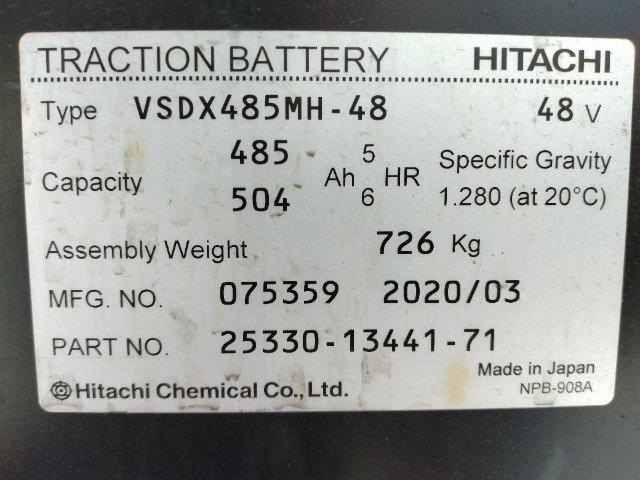 TRACTION BATTERY HITACHI
Type VSDX485MH-48 48 V
Capacity 485 Ah 5 HR Specific Gravity
504 6 1.280 (at 20°C)
Assembly Weight 726 Kg
MFG. NO. 075359 2020/03
PART NO. 25330-13441-71
Made in Japan
Hitachi Chemical Co., Ltd. NPB-908A